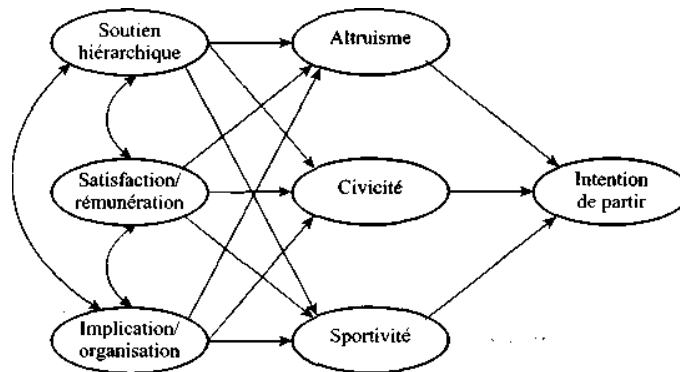 Soutien
hiérarchique
Altruisme
Satisfaction/
rémunération
Civicité
Intention
de partir
Implication/
organisation
Sportivité